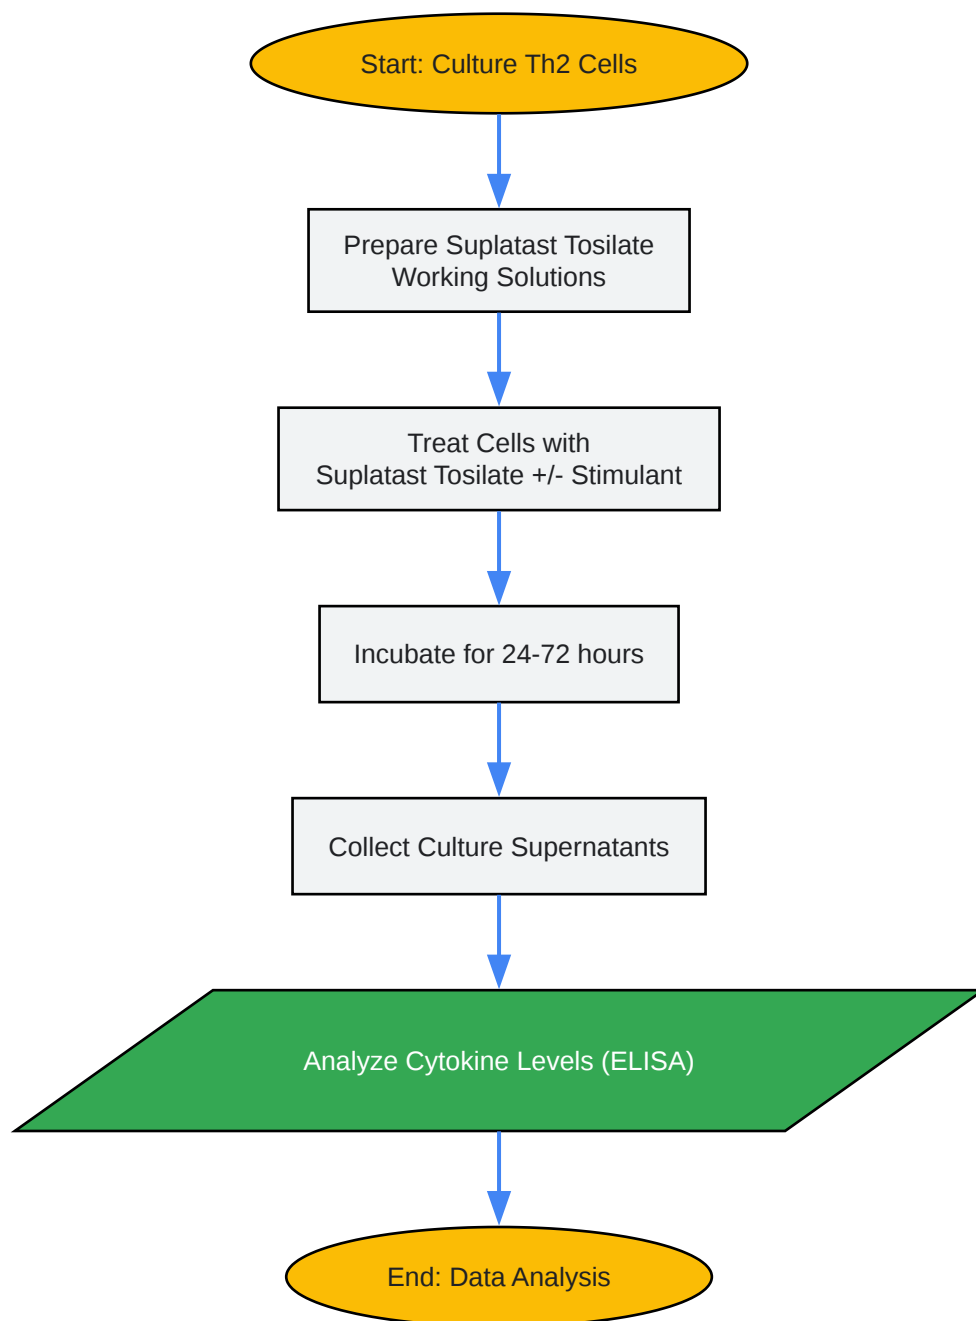 Start: Culture Th2 Cells
Prepare Suplatast Tosilate
Working Solutions
Treat Cells with
Suplatast Tosilate +/- Stimulant
Incubate for 24-72 hours
Collect Culture Supernatants
Analyze Cytokine Levels (ELISA)
End: Data Analysis